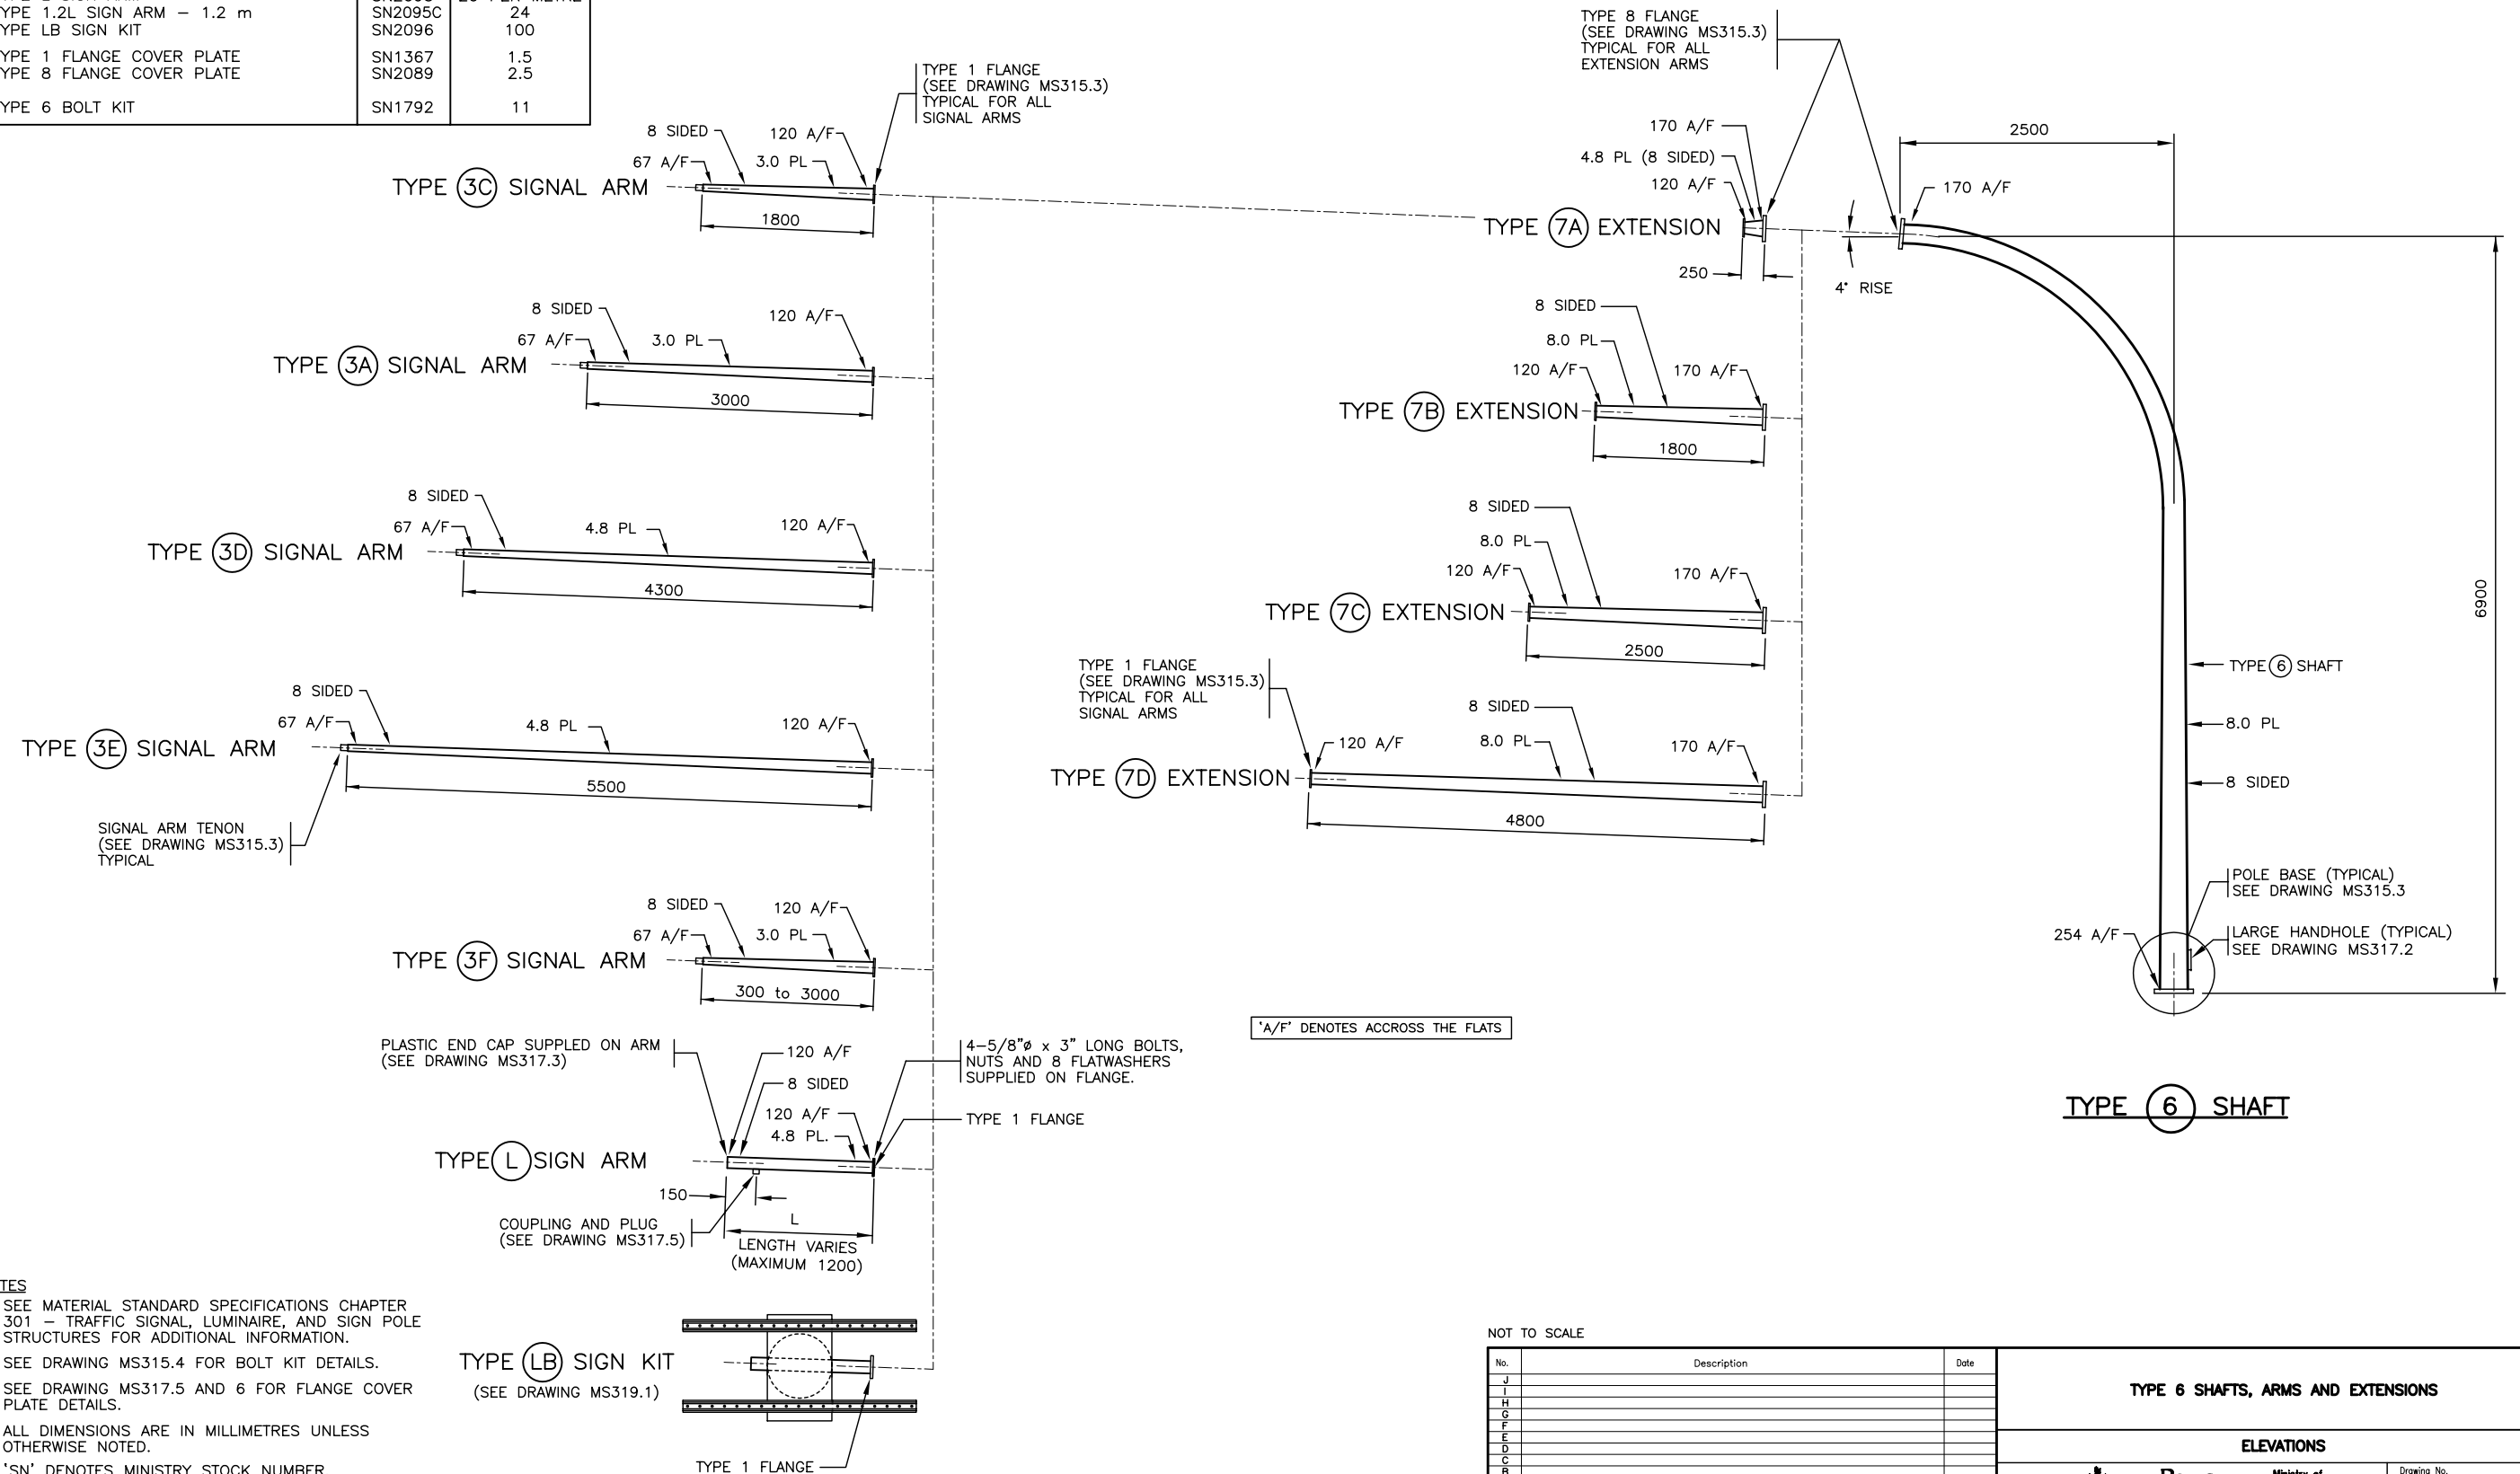 TYPE 1.2L SIGN ARM – 1.2 m SN2095C 24
TYPE LB SIGN KIT SN2096 100
TYPE 1 FLANGE COVER PLATE SN1367 1.5
TYPE 8 FLANGE COVER PLATE SN2089 2.5
TYPE 6 BOLT KIT SN1792 11
TYPE 1 FLANGE
(SEE DRAWING MS315.3)
TYPICAL FOR ALL
SIGNAL ARMS
8 SIDED
120 A/F
67 A/F
3.0 PL
TYPE 3C SIGNAL ARM
1800
8 SIDED
120 A/F
67 A/F
3.0 PL
TYPE 3A SIGNAL ARM
3000
8 SIDED
67 A/F
4.8 PL
120 A/F
TYPE 3D SIGNAL ARM
4300
8 SIDED
67 A/F
4.8 PL
120 A/F
TYPE 3E SIGNAL ARM
5500
SIGNAL ARM TENON
(SEE DRAWING MS315.3)
TYPICAL
8 SIDED
120 A/F
67 A/F
3.0 PL
TYPE 3F SIGNAL ARM
300 to 3000
PLASTIC END CAP SUPPLED ON ARM
(SEE DRAWING MS317.3)
120 A/F
8 SIDED
120 A/F
4.8 PL.
4–5/8"ø x 3" LONG BOLTS,
NUTS AND 8 FLATWASHERS
SUPPLIED ON FLANGE.
TYPE 1 FLANGE
TYPE L SIGN ARM
150
COUPLING AND PLUG
(SEE DRAWING MS317.5)
L
LENGTH VARIES
(MAXIMUM 1200)
TYPE LB SIGN KIT
(SEE DRAWING MS319.1)
TYPE 1 FLANGE
TYPE 8 FLANGE
(SEE DRAWING MS315.3)
TYPICAL FOR ALL
EXTENSION ARMS
170 A/F
4.8 PL (8 SIDED)
120 A/F
TYPE 7A EXTENSION
250
2500
170 A/F
4° RISE
8 SIDED
8.0 PL
120 A/F
170 A/F
TYPE 7B EXTENSION
1800
8 SIDED
8.0 PL
120 A/F
170 A/F
TYPE 7C EXTENSION
2500
TYPE 1 FLANGE
(SEE DRAWING MS315.3)
TYPICAL FOR ALL
SIGNAL ARMS
8 SIDED
120 A/F
8.0 PL
170 A/F
TYPE 7D EXTENSION
4800
6900
TYPE 6 SHAFT
8.0 PL
8 SIDED
POLE BASE (TYPICAL)
SEE DRAWING MS315.3
254 A/F
LARGE HANDHOLE (TYPICAL)
SEE DRAWING MS317.2
'A/F' DENOTES ACCROSS THE FLATS
TYPE 6 SHAFT
SEE MATERIAL STANDARD SPECIFICATIONS CHAPTER
301 – TRAFFIC SIGNAL, LUMINAIRE, AND SIGN POLE
STRUCTURES FOR ADDITIONAL INFORMATION.
SEE DRAWING MS315.4 FOR BOLT KIT DETAILS.
SEE DRAWING MS317.5 AND 6 FOR FLANGE COVER
PLATE DETAILS.
ALL DIMENSIONS ARE IN MILLIMETRES UNLESS
OTHERWISE NOTED.
'SN' DENOTES MINISTRY STOCK NUMBER
NOT TO SCALE
No. Description Date
J
I
H
G
F
E
D
C
B
TYPE 6 SHAFTS, ARMS AND EXTENSIONS
ELEVATIONS
Ministry of
Drawing No.